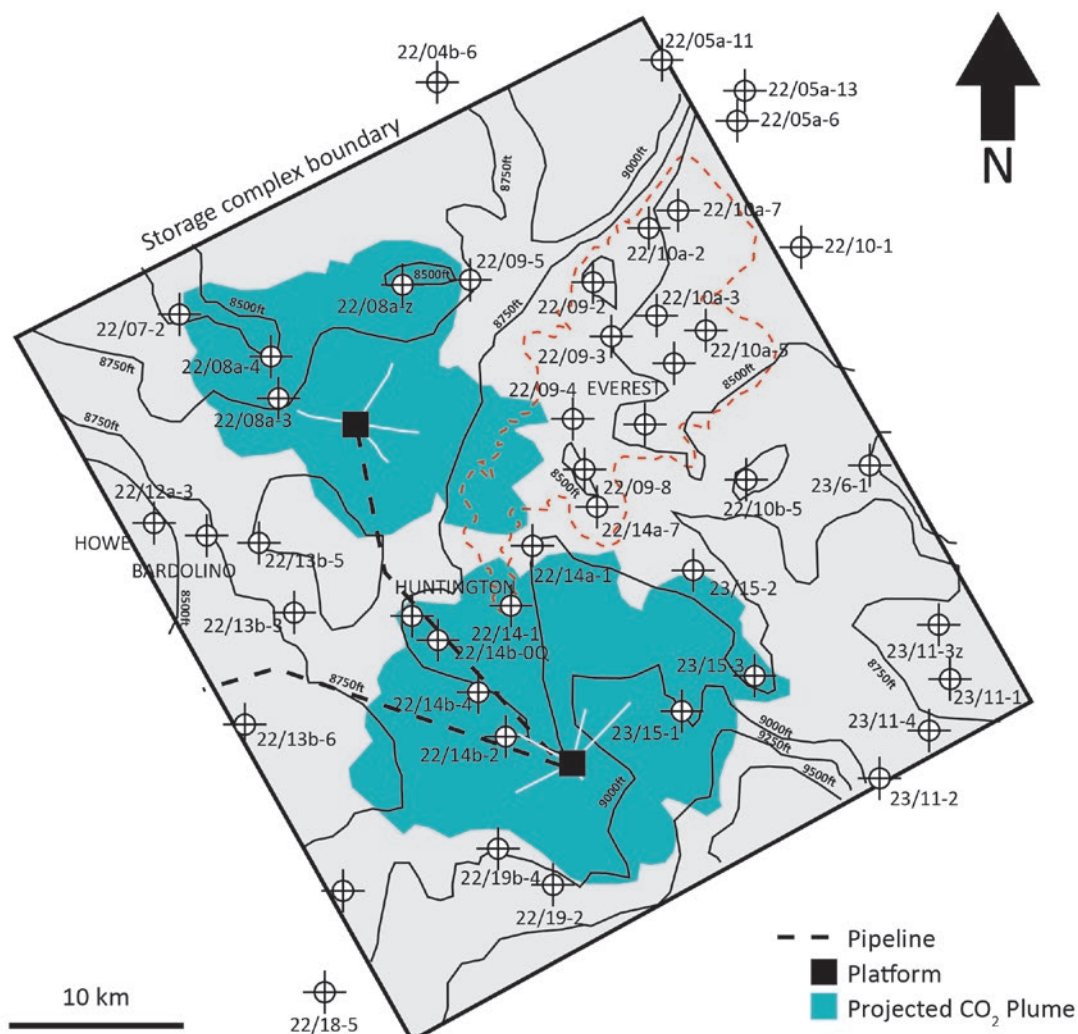 22/04b-6
22/05a-11
22/05a-13
22/05a-6
N
Storage complex boundary
8750ft
9000ft
22/10a-7
22/10a-2
22/10-1
22/09-5
8500ft
22/08a-z
22/09-2
8750ft
22/10a-3
22/07-2
8500ft
22/08a-4
22/09-3
22/10a-5
8750ft
22/08a-3
22/09-4
EVEREST
8500ft
8750ft
22/12a-3
8500ft
22/09-8
22/10b-5
23/6-1
22/14a-7
HOWE
BARDOLINO
22/13b-5
22/14a-1
HUNTINGTON
23/15-2
8500ft
22/13b-3
22/14-1
22/14b-0Q
23/11-3z
8750ft
23/15-3
8750ft
22/14b-4
23/11-1
22/13b-6
22/14b-2
23/15-1
9000ft
9250ft
9500ft
23/11-4
9000ft
23/11-2
22/19b-4
22/19-2
Pipeline
Platform
Projected CO2 Plume
10 km
22/18-5